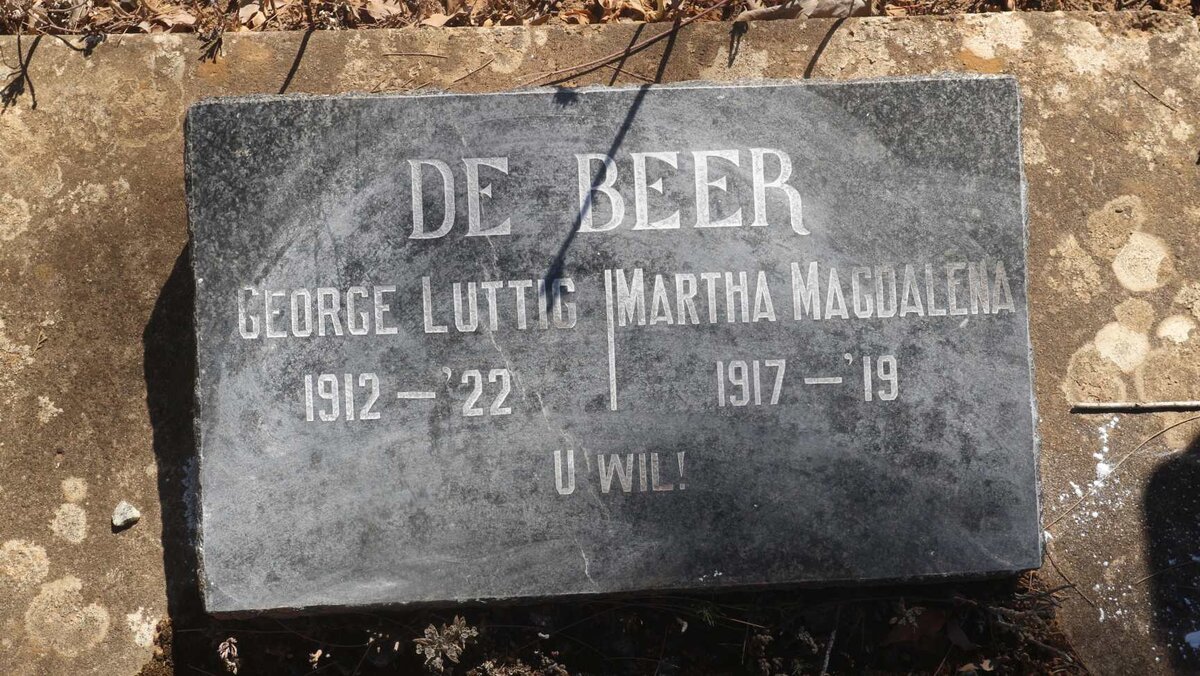 DE BEER
GEORGE LUTTIG | MARTHA MAGDALENA
1912 – '22 | 1917 – '19
U WIL!